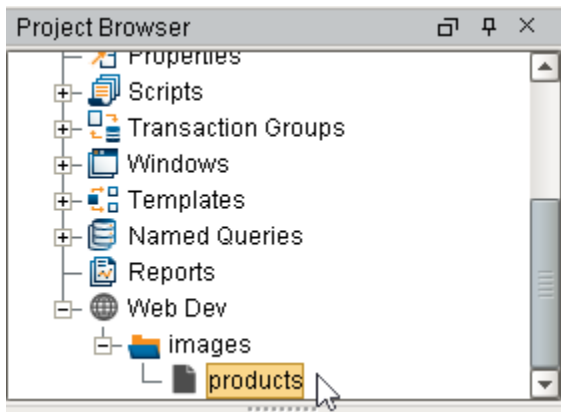 Project Browser
Properties
Scripts
Transaction Groups
Windows
Templates
Named Queries
Reports
Web Dev
images
products